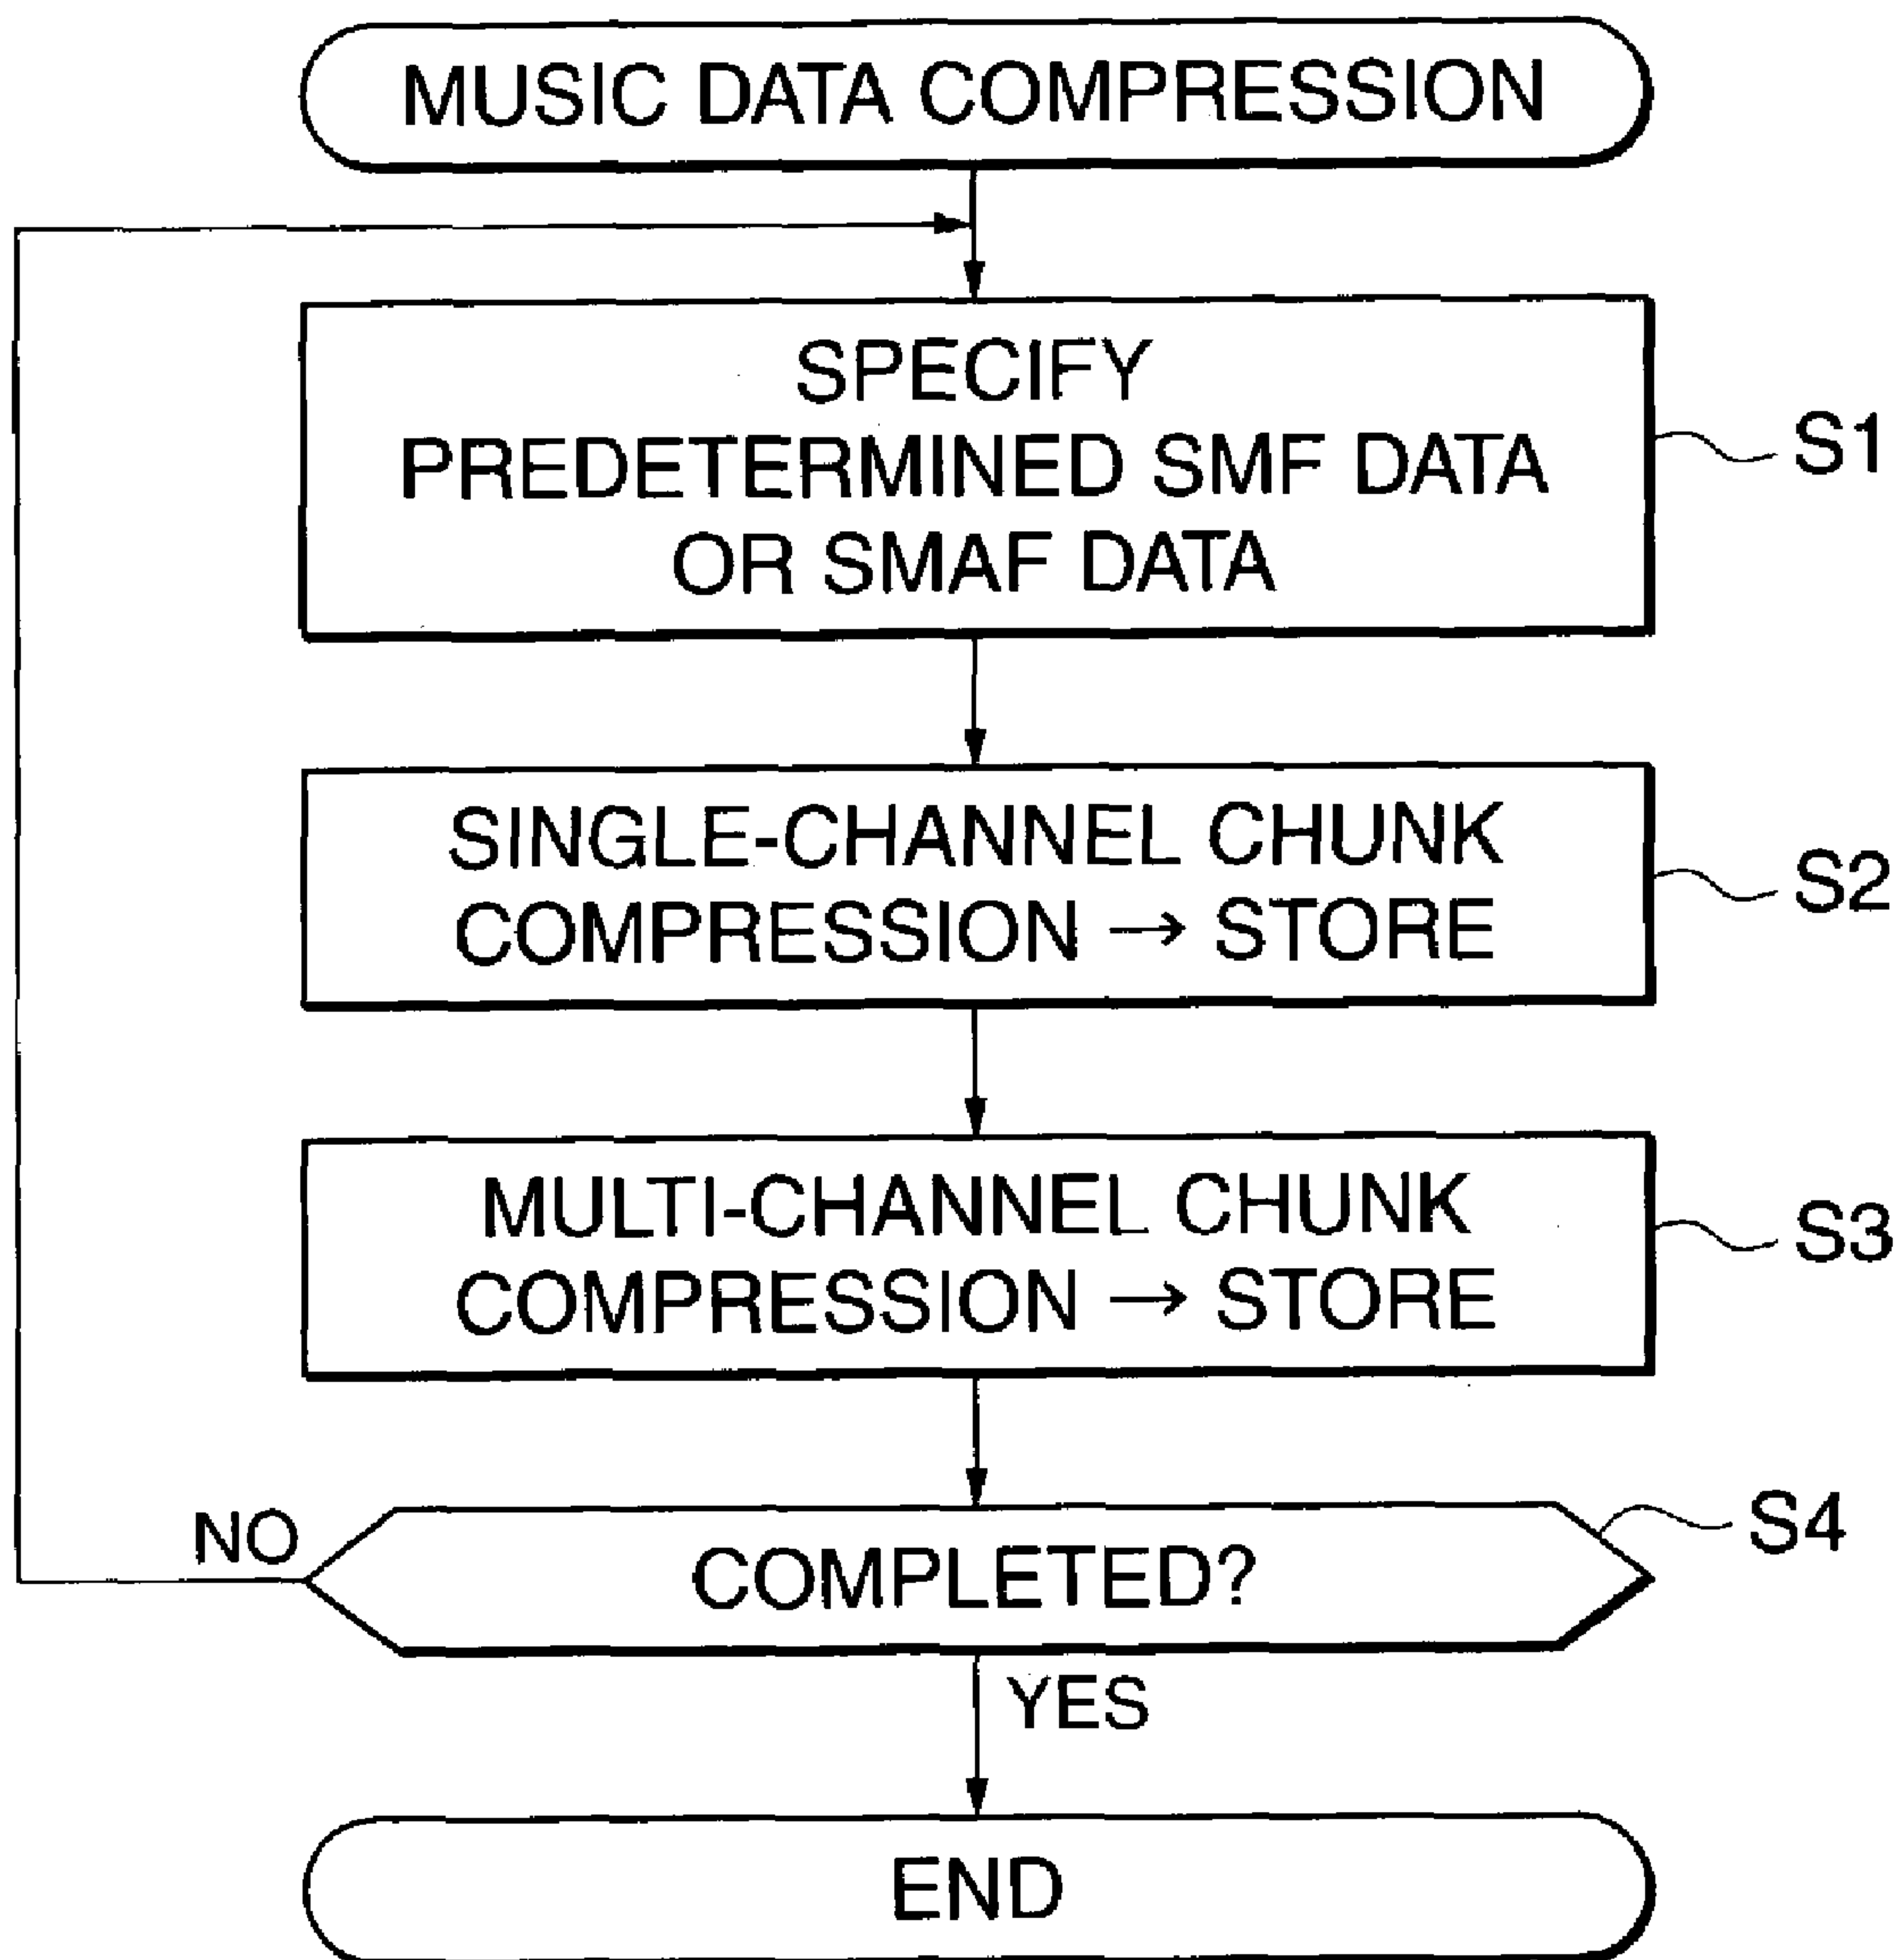 MUSIC DATA COMPRESSION
SPECIFY
PREDETERMINED SMF DATA
OR SMAF DATA
S1
SINGLE-CHANNEL CHUNK
COMPRESSION → STORE
S2
MULTI-CHANNEL CHUNK
COMPRESSION → STORE
S3
NO
COMPLETED?
S4
YES
END